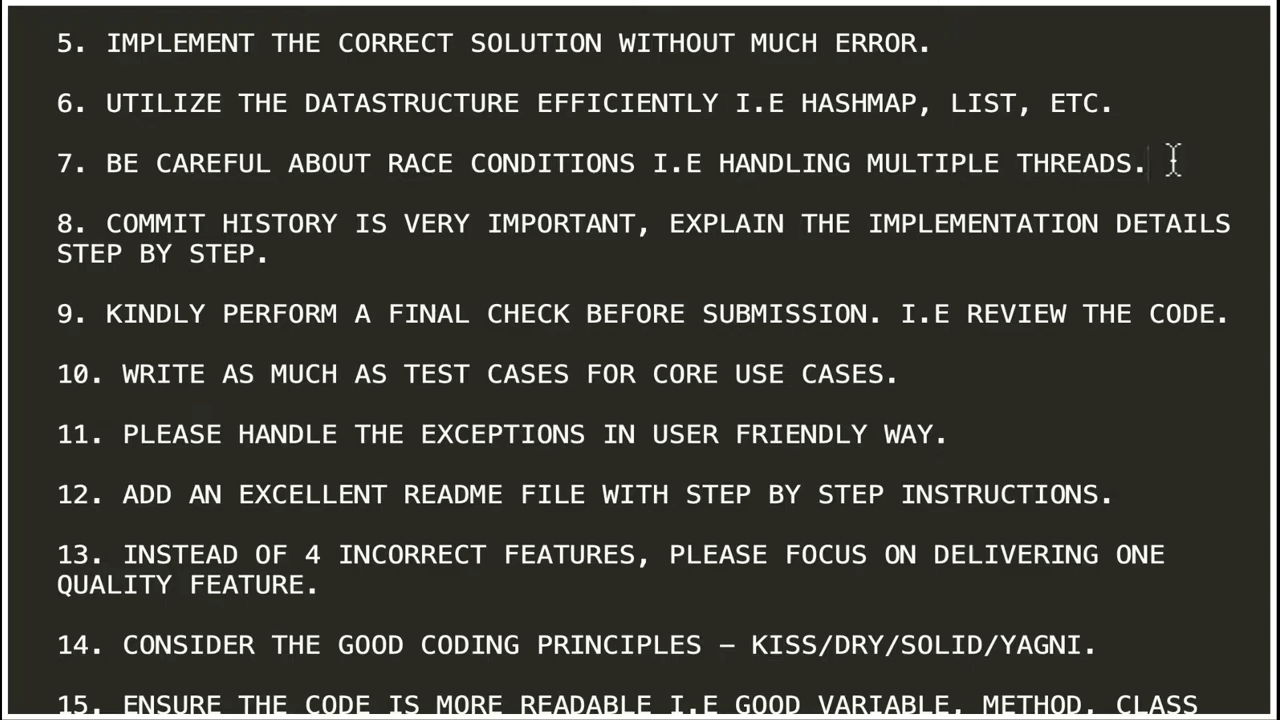 5. IMPLEMENT THE CORRECT SOLUTION WITHOUT MUCH ERROR.
6. UTILIZE THE DATASTRUCTURE EFFICIENTLY I.E HASHMAP, LIST, ETC.
7. BE CAREFUL ABOUT RACE CONDITIONS I.E HANDLING MULTIPLE THREADS.
8. COMMIT HISTORY IS VERY IMPORTANT, EXPLAIN THE IMPLEMENTATION DETAILS
STEP BY STEP.
9. KINDLY PERFORM A FINAL CHECK BEFORE SUBMISSION. I.E REVIEW THE CODE.
10. WRITE AS MUCH AS TEST CASES FOR CORE USE CASES.
11. PLEASE HANDLE THE EXCEPTIONS IN USER FRIENDLY WAY.
12. ADD AN EXCELLENT README FILE WITH STEP BY STEP INSTRUCTIONS.
13. INSTEAD OF 4 INCORRECT FEATURES, PLEASE FOCUS ON DELIVERING ONE
QUALITY FEATURE.
14. CONSIDER THE GOOD CODING PRINCIPLES – KISS/DRY/SOLID/YAGNI.
15. ENSURE THE CODE IS MORE READABLE I.E GOOD VARIABLE, METHOD, CLASS